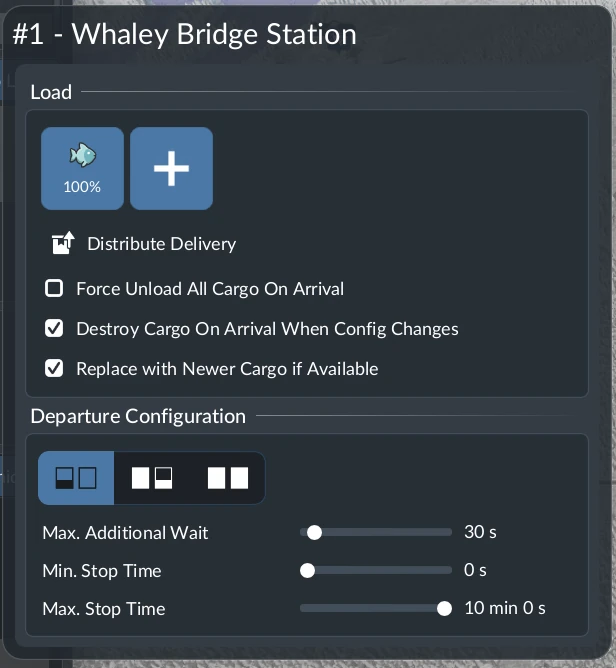 #1 - Whaley Bridge Station
Load
100%
Distribute Delivery
Force Unload All Cargo On Arrival
Destroy Cargo On Arrival When Config Changes
Replace with Newer Cargo if Available
Departure Configuration
Max. Additional Wait 30 s
Min. Stop Time 0 s
Max. Stop Time 10 min 0 s